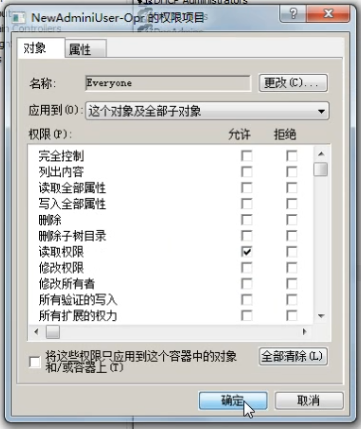 DHCP Administrators
NewAdminiUser-Opr 的权限项目
对象
属性
名称:
Everyone
更改(C)...
应用到(O):
这个对象及全部子对象
权限(P):
允许
拒绝
完全控制
列出内容
读取全部属性
写入全部属性
删除
删除子树目录
读取权限
修改权限
修改所有者
所有验证的写入
所有扩展的权力
将这些权限只应用到这个容器中的对象
和/或容器上(T)
全部清除(L)
确定
取消